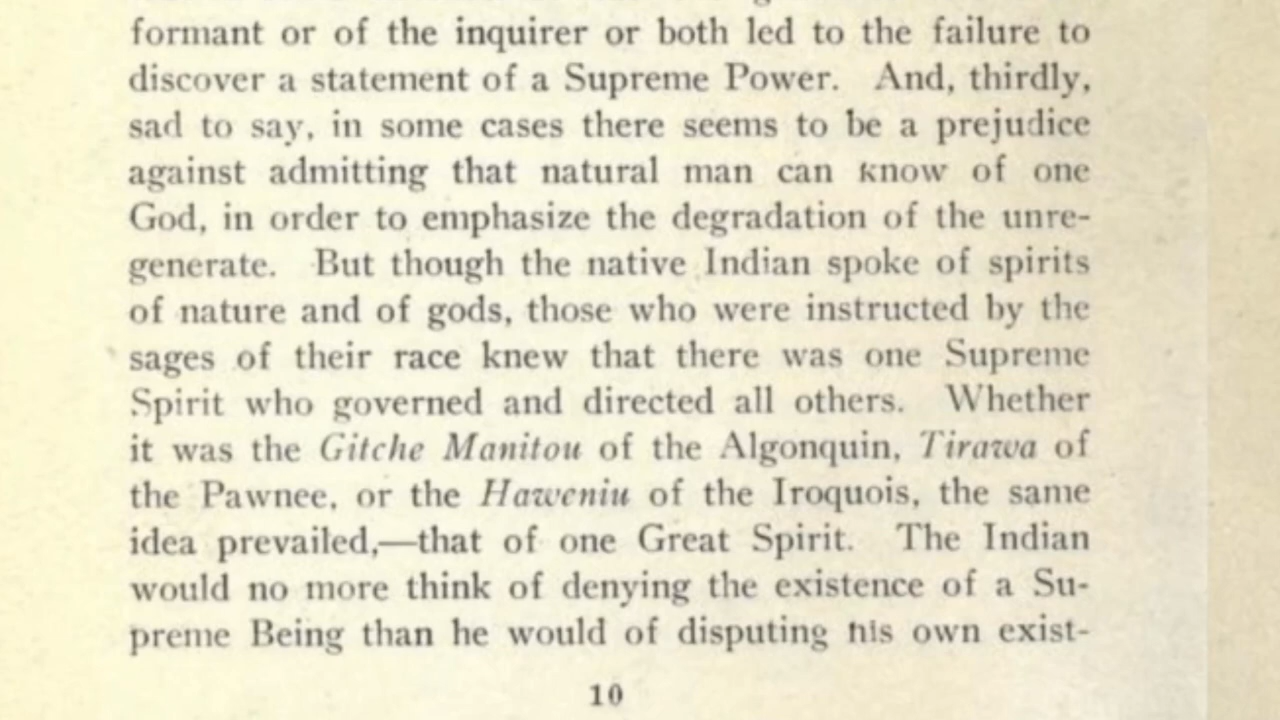 formant or of the inquirer or both led to the failure to
discover a statement of a Supreme Power. And, thirdly,
sad to say, in some cases there seems to be a prejudice
against admitting that natural man can know of one
God, in order to emphasize the degradation of the unre-
generate. But though the native Indian spoke of spirits
of nature and of gods, those who were instructed by the
sages of their race knew that there was one Supreme
Spirit who governed and directed all others. Whether
it was the Gitche Manitou of the Algonquin, Tirawa of
the Pawnee, or the Haweniu of the Iroquois, the same
idea prevailed,—that of one Great Spirit. The Indian
would no more think of denying the existence of a Su-
preme Being than he would of disputing his own exist-
10